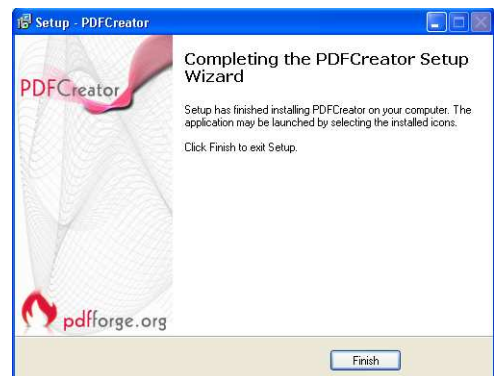 Setup - PDFCreator
PDFCreator
Completing the PDFCreator Setup
Wizard
Setup has finished installing PDFCreator on your computer. The
application may be launched by selecting the installed icons.
Click Finish to exit Setup.
pdfforge.org
Finish